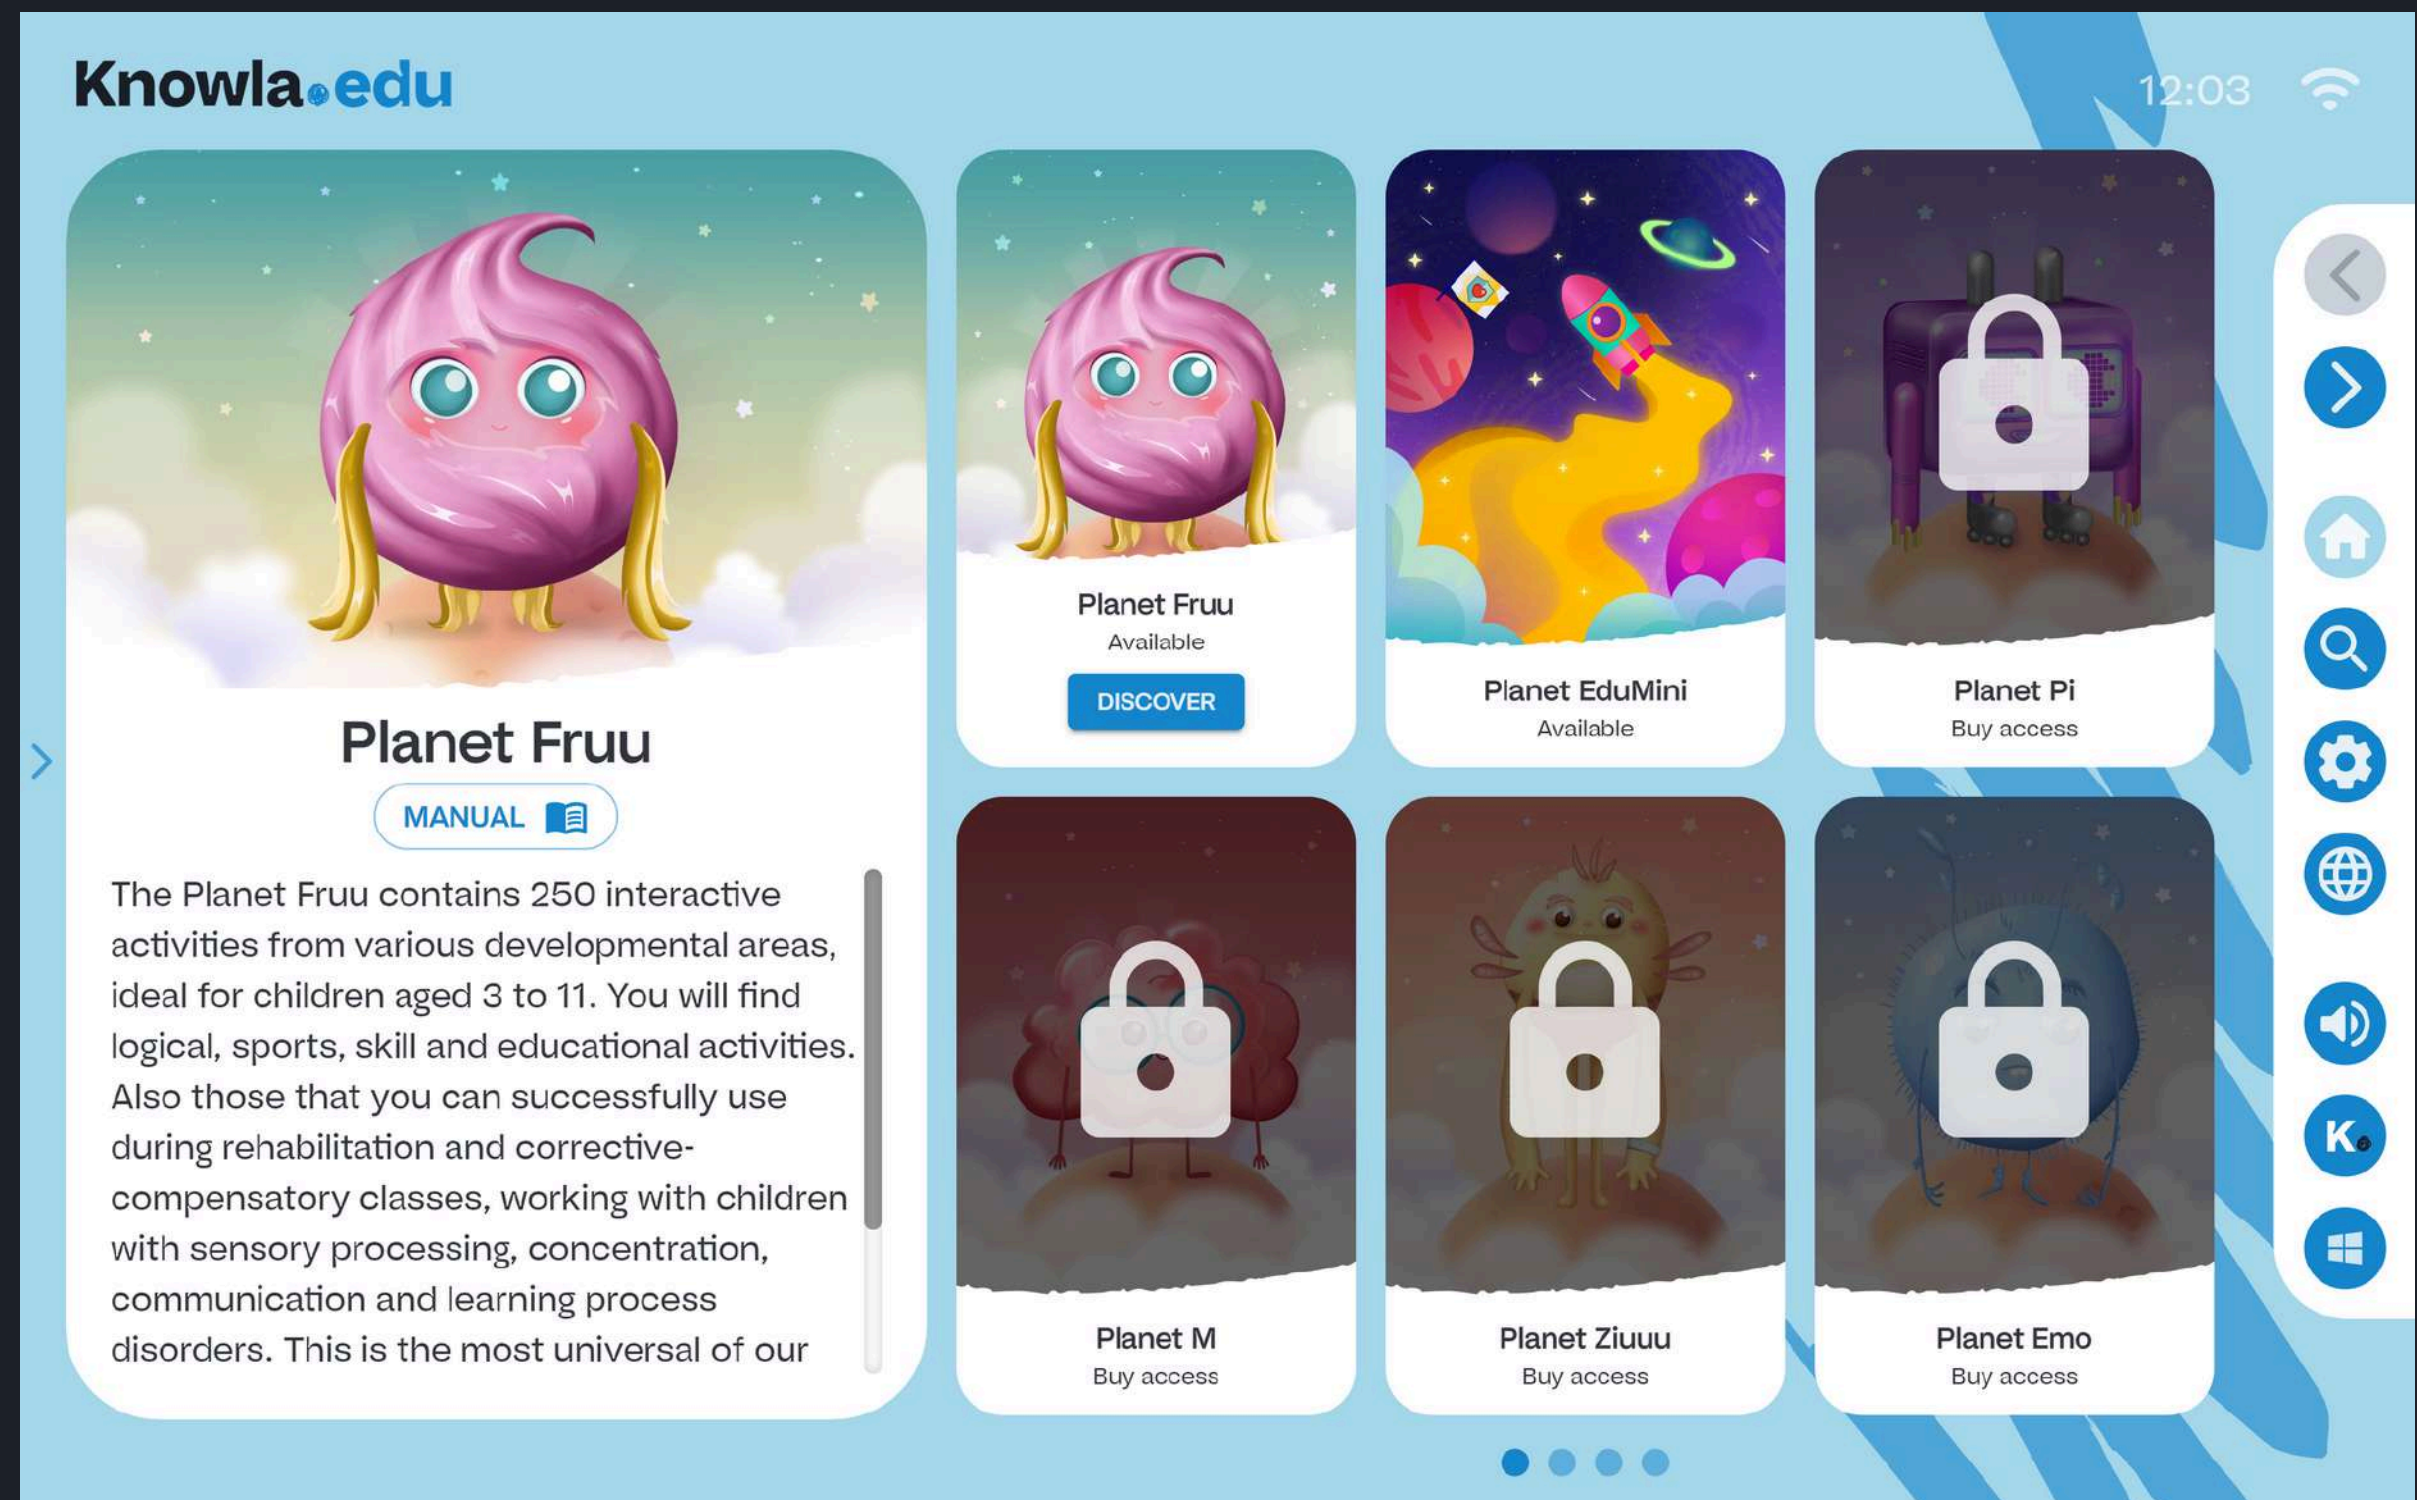 Knowla.edu
12:03
Planet Fruu
MANUAL
The Planet Fruu contains 250 interactive
activities from various developmental areas,
ideal for children aged 3 to 11. You will find
logical, sports, skill and educational activities.
Also those that you can successfully use
during rehabilitation and corrective-
compensatory classes, working with children
with sensory processing, concentration,
communication and learning process
disorders. This is the most universal of our
Planet Fruu
Available
DISCOVER
Planet EduMini
Available
Planet Pi
Buy access
Planet M
Buy access
Planet Ziuuu
Buy access
Planet Emo
Buy access
K.